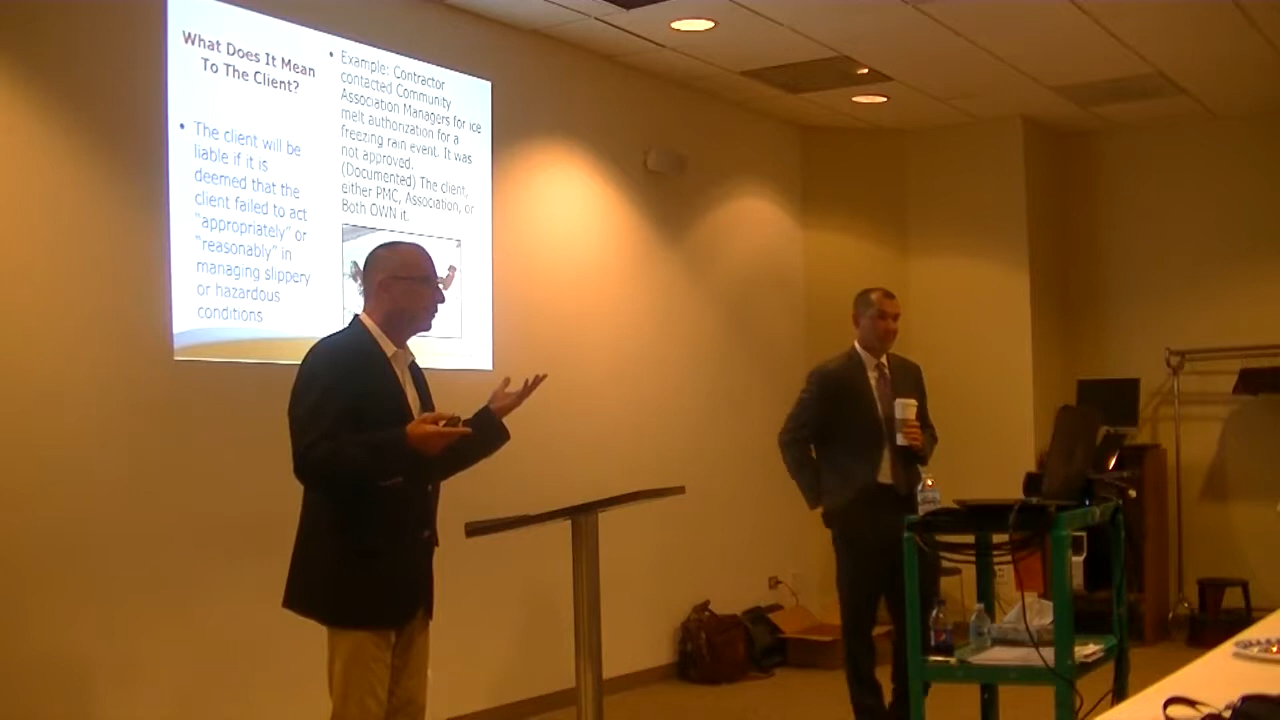 What Does It Mean
To The Client?
• The client will be
liable if it is
deemed that the
client failed to act
“appropriately” or
“reasonably” in
managing slippery
or hazardous
conditions
• Example: Contractor
contacted Community
Association Managers for ice
melt authorization for a
freezing rain event. It was
not approved.
(Documented) The client,
either PMC, Association, or
Both OWN it.